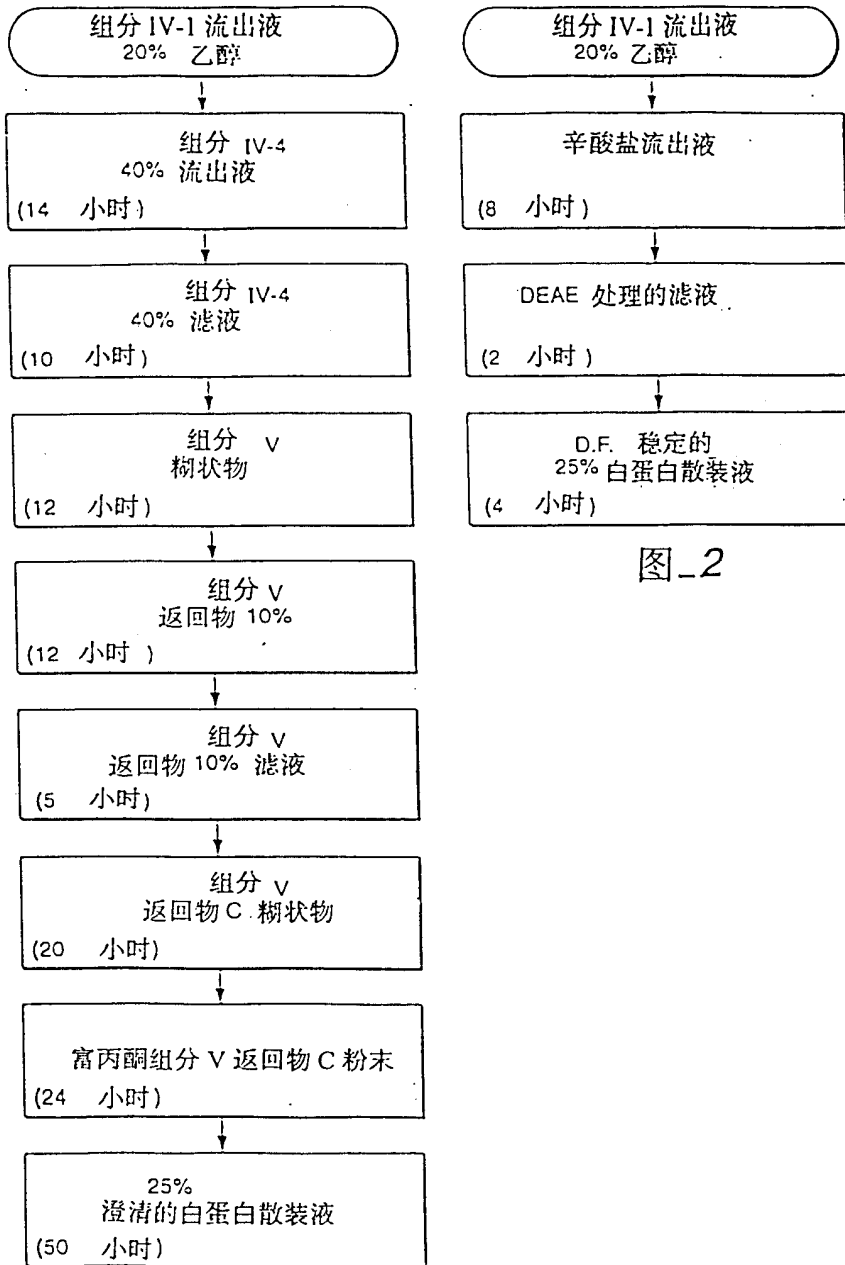 组分 IV-1 流出液
20% 乙醇
组分 IV-4
40% 流出液
(14 小时)
组分 IV-4
40% 滤液
(10 小时)
组分 V
糊状物
(12 小时)
组分 V
返回物 10%
(12 小时)
组分 V
返回物 10% 滤液
(5 小时)
组分 V
返回物 C 糊状物
(20 小时)
富丙酮组分 V 返回物 C 粉末
(24 小时)
25%
澄清的白蛋白散装液
(50 小时)
组分 IV-1 流出液
20% 乙醇
辛酸盐流出液
(8 小时)
DEAE 处理的滤液
(2 小时)
D.F. 稳定的
25% 白蛋白散装液
(4 小时)
图_2